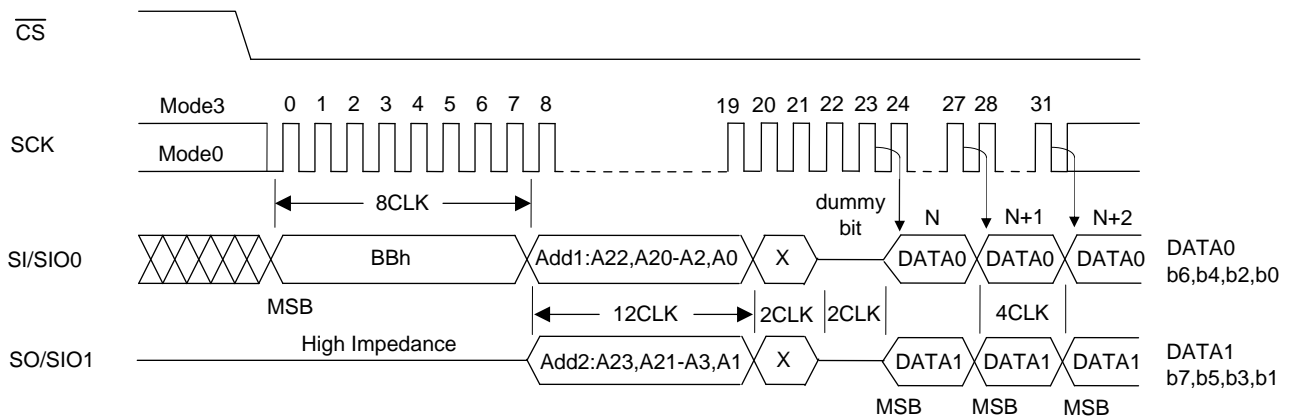 CS
Mode3
0 1 2 3 4 5 6 7 8 19 20 21 22 23 24 27 28 31
SCK
Mode0
8CLK
dummy
bit
N N+1 N+2
SI/SIO0
BBh
Add1:A22,A20-A2,A0
X
DATA0 DATA0 DATA0
DATA0
b6,b4,b2,b0
MSB
12CLK 2CLK 2CLK 4CLK
High Impedance
SO/SIO1
Add2:A23,A21-A3,A1
X
DATA1 DATA1 DATA1
DATA1
b7,b5,b3,b1
MSB MSB MSB